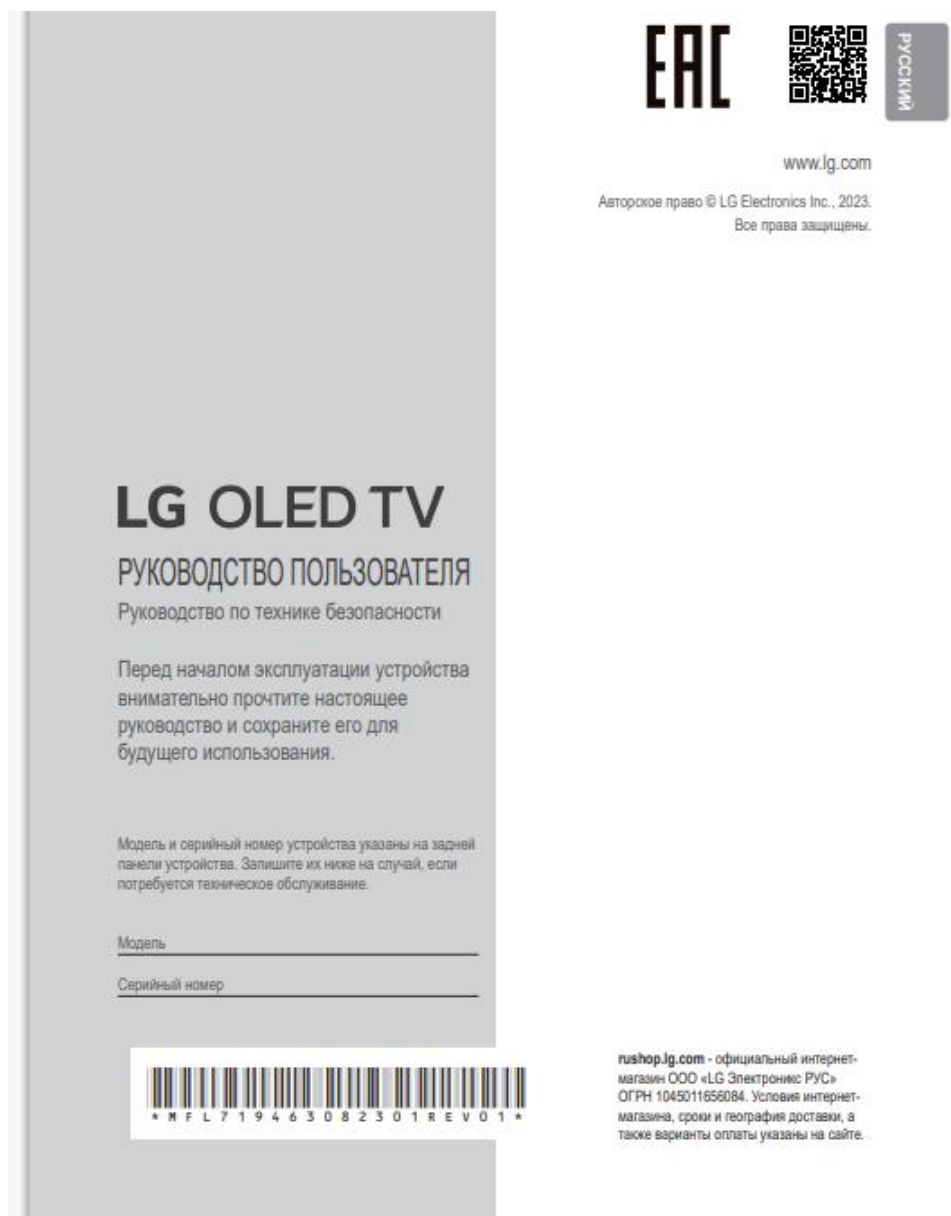 EAC
РУССКИЙ
www.lg.com
Авторское право © LG Electronics Inc., 2023.
Все права защищены.
LG OLED TV
РУКОВОДСТВО ПОЛЬЗОВАТЕЛЯ
Руководство по технике безопасности
Перед началом эксплуатации устройства
внимательно прочтите настоящее
руководство и сохраните его для
будущего использования.
Модель и серийный номер устройства указаны на задней
панели устройства. Запишите их ниже на случай, если
потребуется техническое обслуживание.
Модель
Серийный номер
*MFL719463082301REV01*
rushop.lg.com - официальный интернет-
магазин ООО «LG Электроникс РУС»
ОГРН 1045011656084. Условия интернет-
магазина, сроки и география доставки, а
также варианты оплаты указаны на сайте.